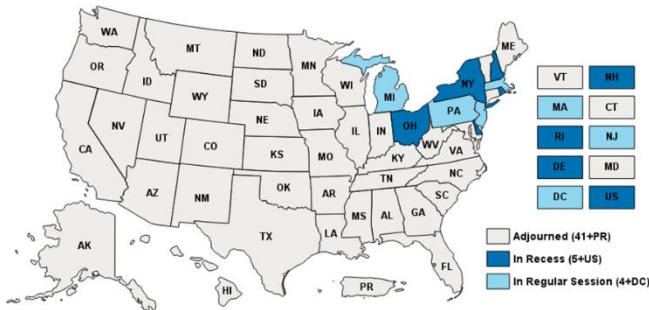 WA
MT
ND
MN
ME
OR
ID
SD
WI
NY
WY
MI
VT
NH
IA
PA
NE
MA
CT
NV
IL
IN
OH
UT
RI
NJ
CO
WV
CA
KS
MO
KY
VA
DE
MD
NC
TN
DC
US
AZ
OK
NM
AR
SC
MS
AL
GA
Adjourned (41+PR)
TX
LA
In Recess (5+US)
AK
FL
In Regular Session (4+DC)
HI
PR